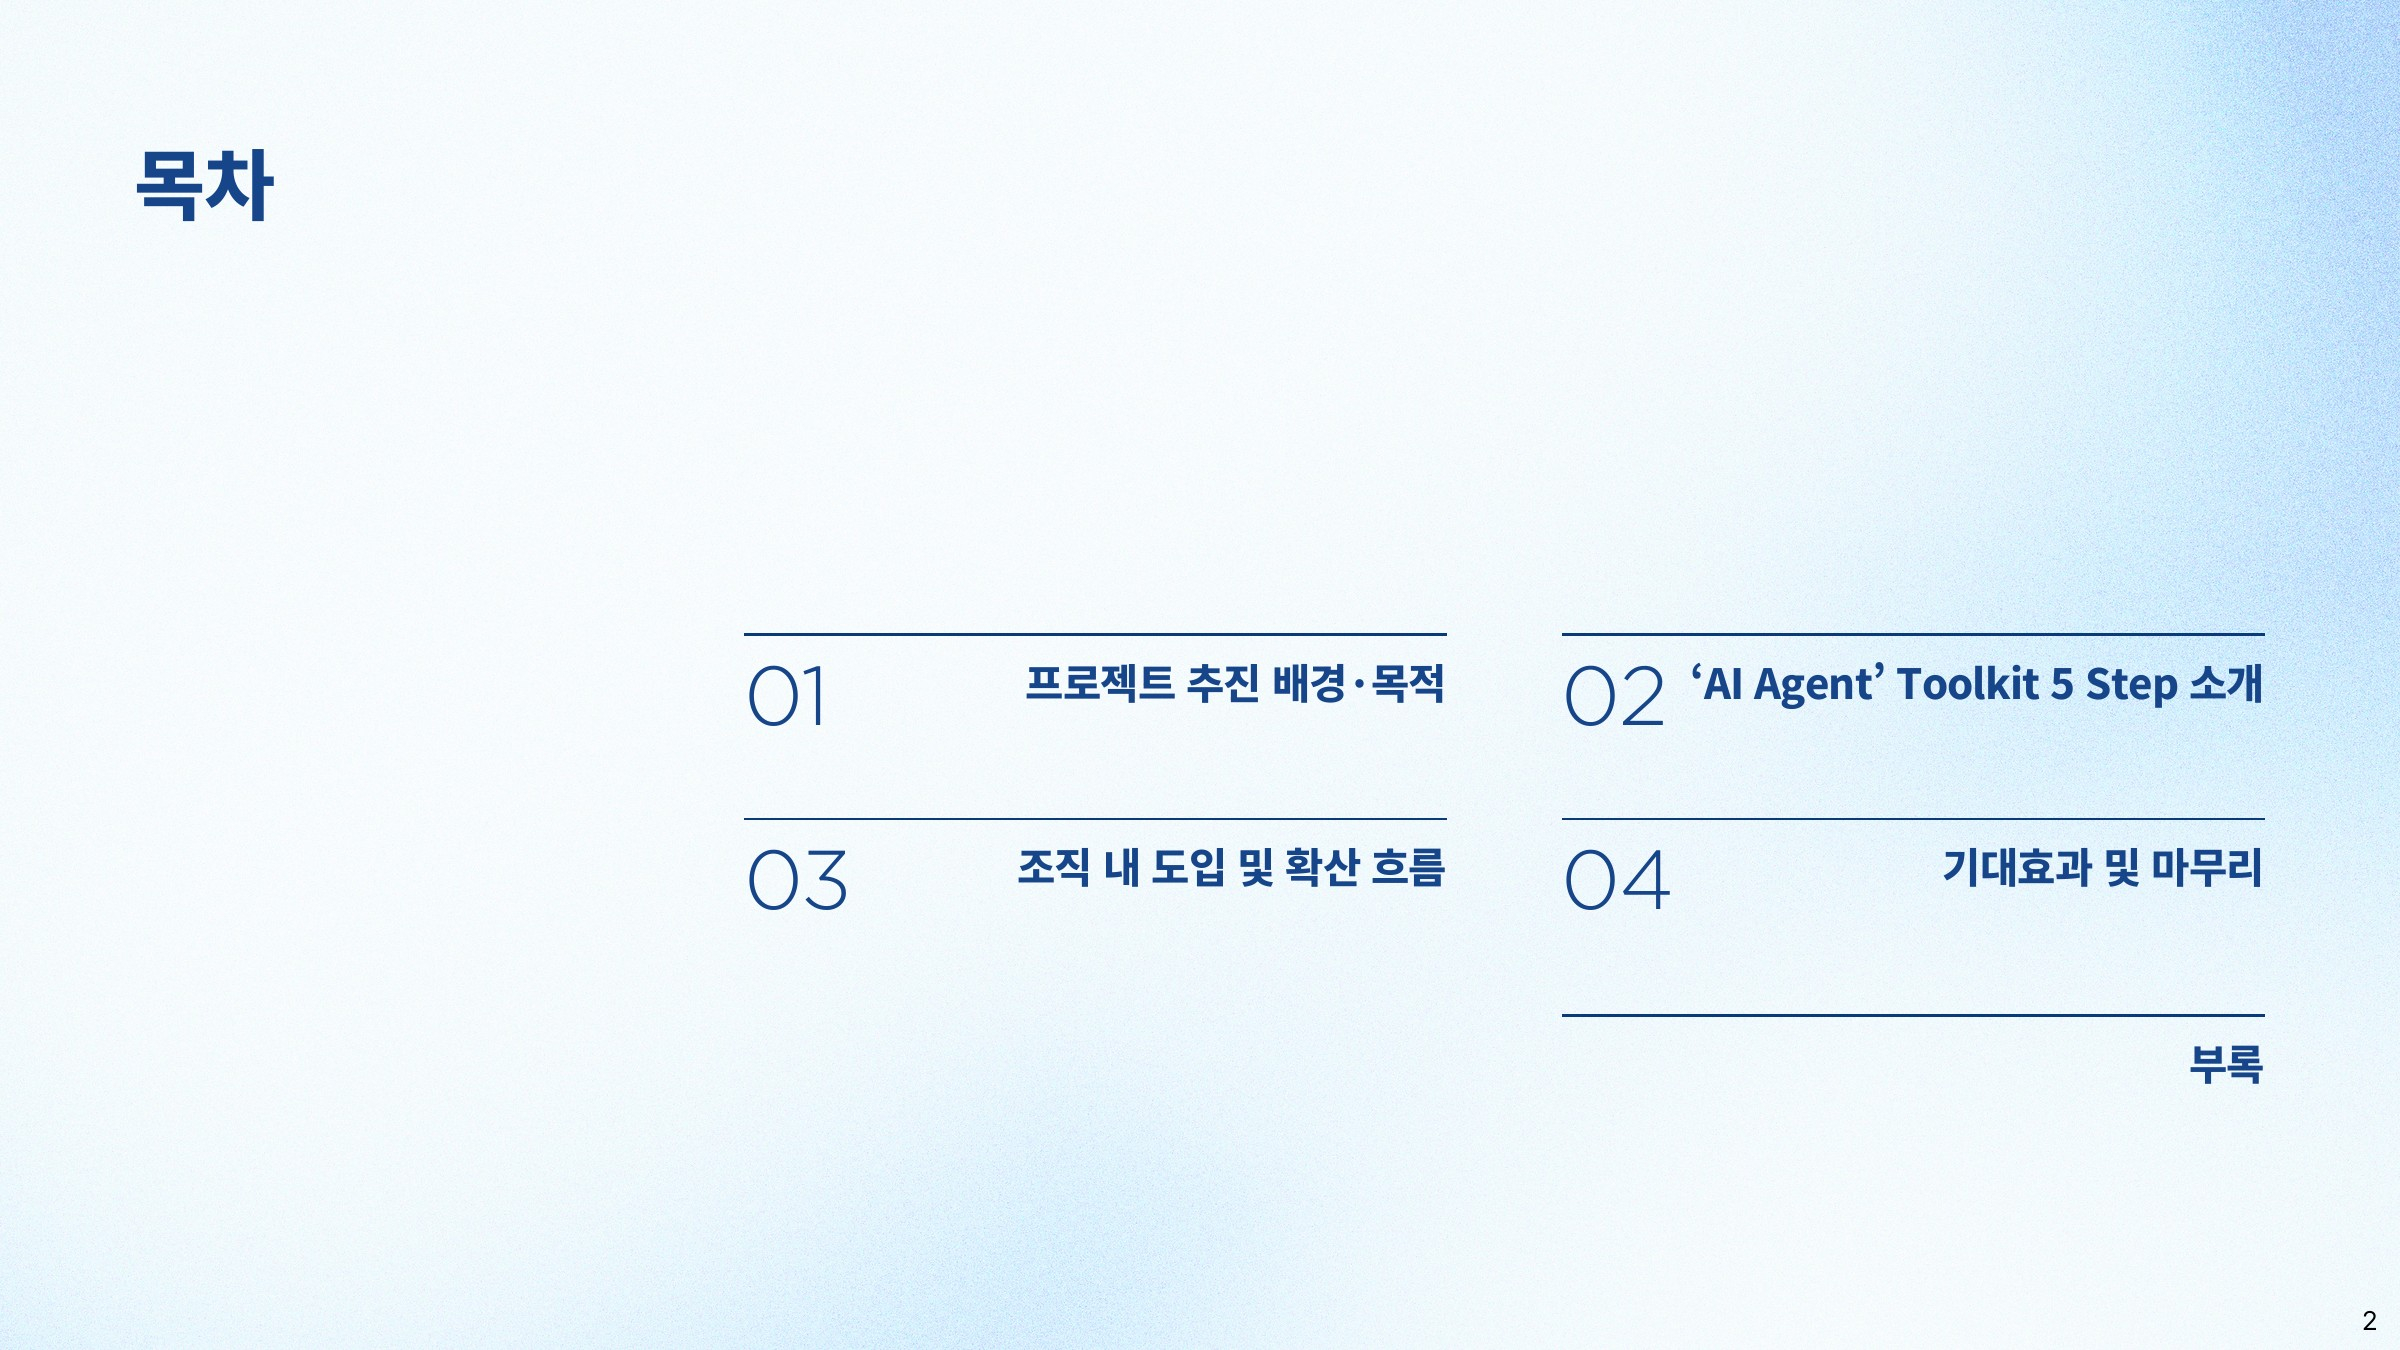 목차
01 프로젝트 추진 배경·목적
02 ‘AI Agent’ Toolkit 5 Step 소개
03 조직 내 도입 및 확산 흐름
04 기대효과 및 마무리
부록
2